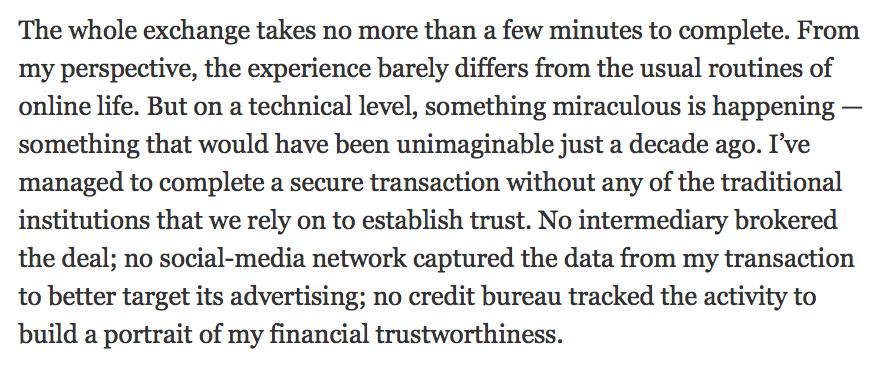 The whole exchange takes no more than a few minutes to complete. From
my perspective, the experience barely differs from the usual routines of
online life. But on a technical level, something miraculous is happening —
something that would have been unimaginable just a decade ago. I’ve
managed to complete a secure transaction without any of the traditional
institutions that we rely on to establish trust. No intermediary brokered
the deal; no social-media network captured the data from my transaction
to better target its advertising; no credit bureau tracked the activity to
build a portrait of my financial trustworthiness.